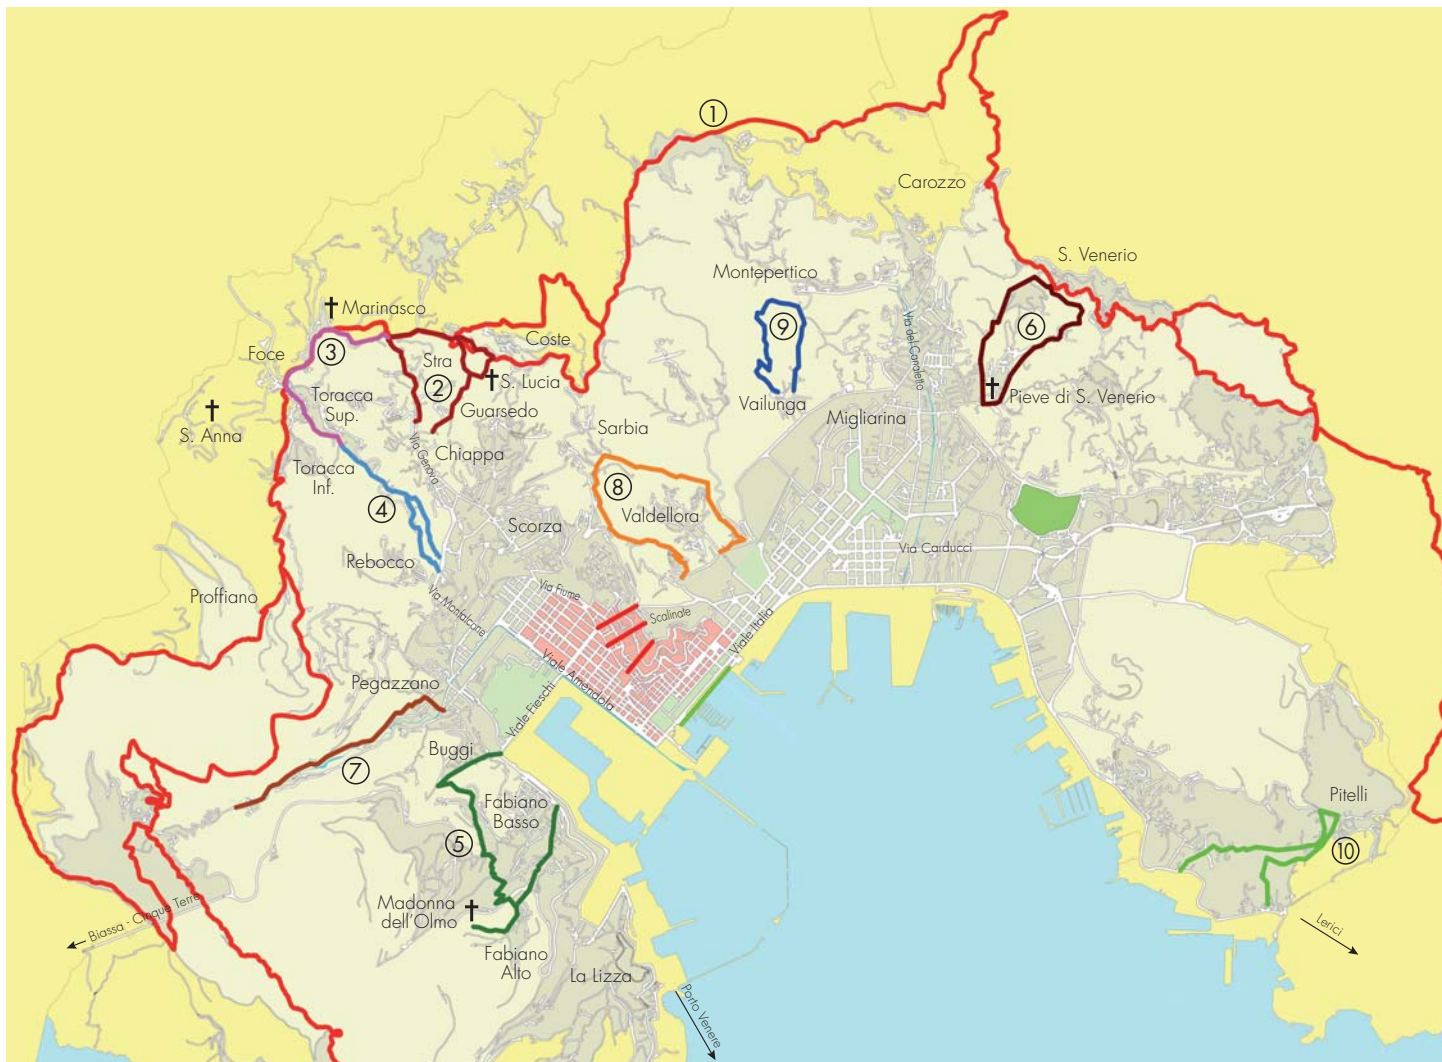 1
Carozzo
S. Venerio
Montepertico
Marinasco
9
6
3
Foce
Coste
Stra
2
S. Lucia
Via del Canaletto
Toracca
Sup.
Guarsedo
Vailunga
Pieve di S. Venerio
Migliarina
S. Anna
Sarbia
Via Genova
Chiappa
Toracca
Inf.
8
4
Valdellora
Scorza
Rebocco
Via Carducci
Proffiano
Via Monfalcone
Via Fiume
Scalinate
Viale Italia
Viale Amendola
Pegazzano
Viale Fieschi
Buggi
7
Fabiano
Basso
5
Pitelli
10
Madonna
dell'Olmo
Biassa - Cinque Terre
Lerici
Fabiano
Alto
La Lizza
Porto Venere